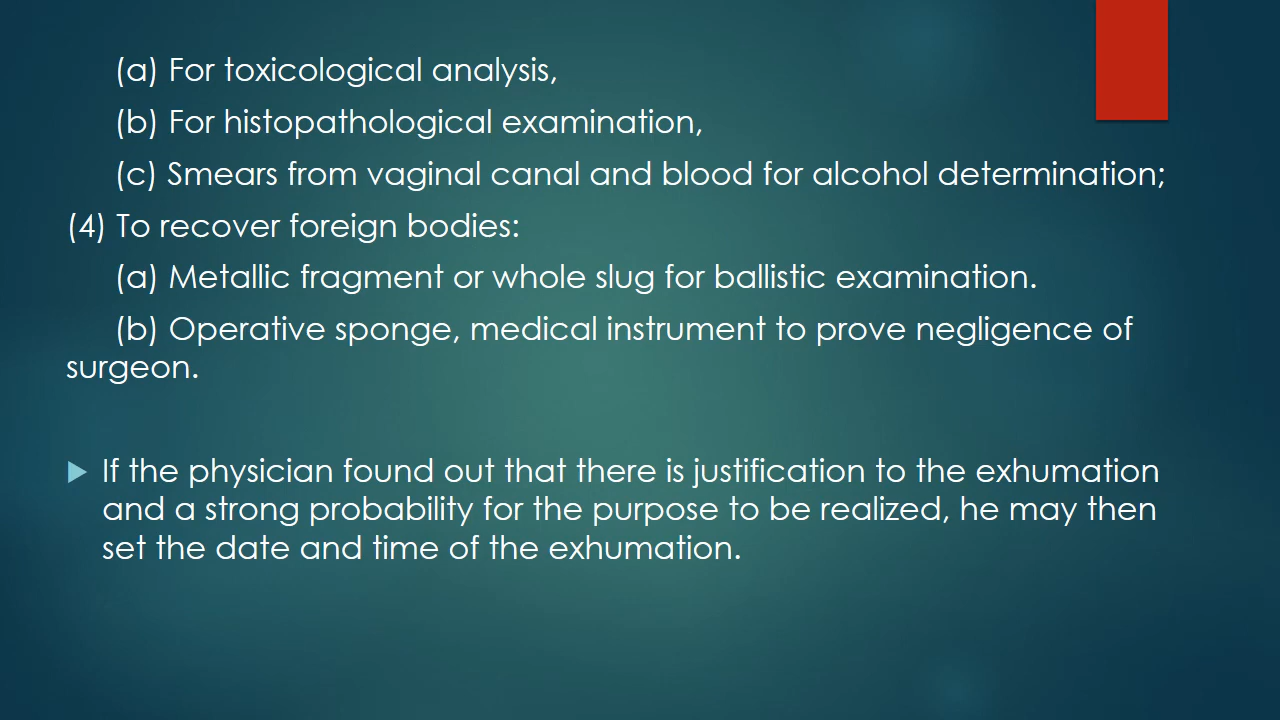 (a) For toxicological analysis,
(b) For histopathological examination,
(c) Smears from vaginal canal and blood for alcohol determination;
(4) To recover foreign bodies:
(a) Metallic fragment or whole slug for ballistic examination.
(b) Operative sponge, medical instrument to prove negligence of
surgeon.
If the physician found out that there is justification to the exhumation
and a strong probability for the purpose to be realized, he may then
set the date and time of the exhumation.